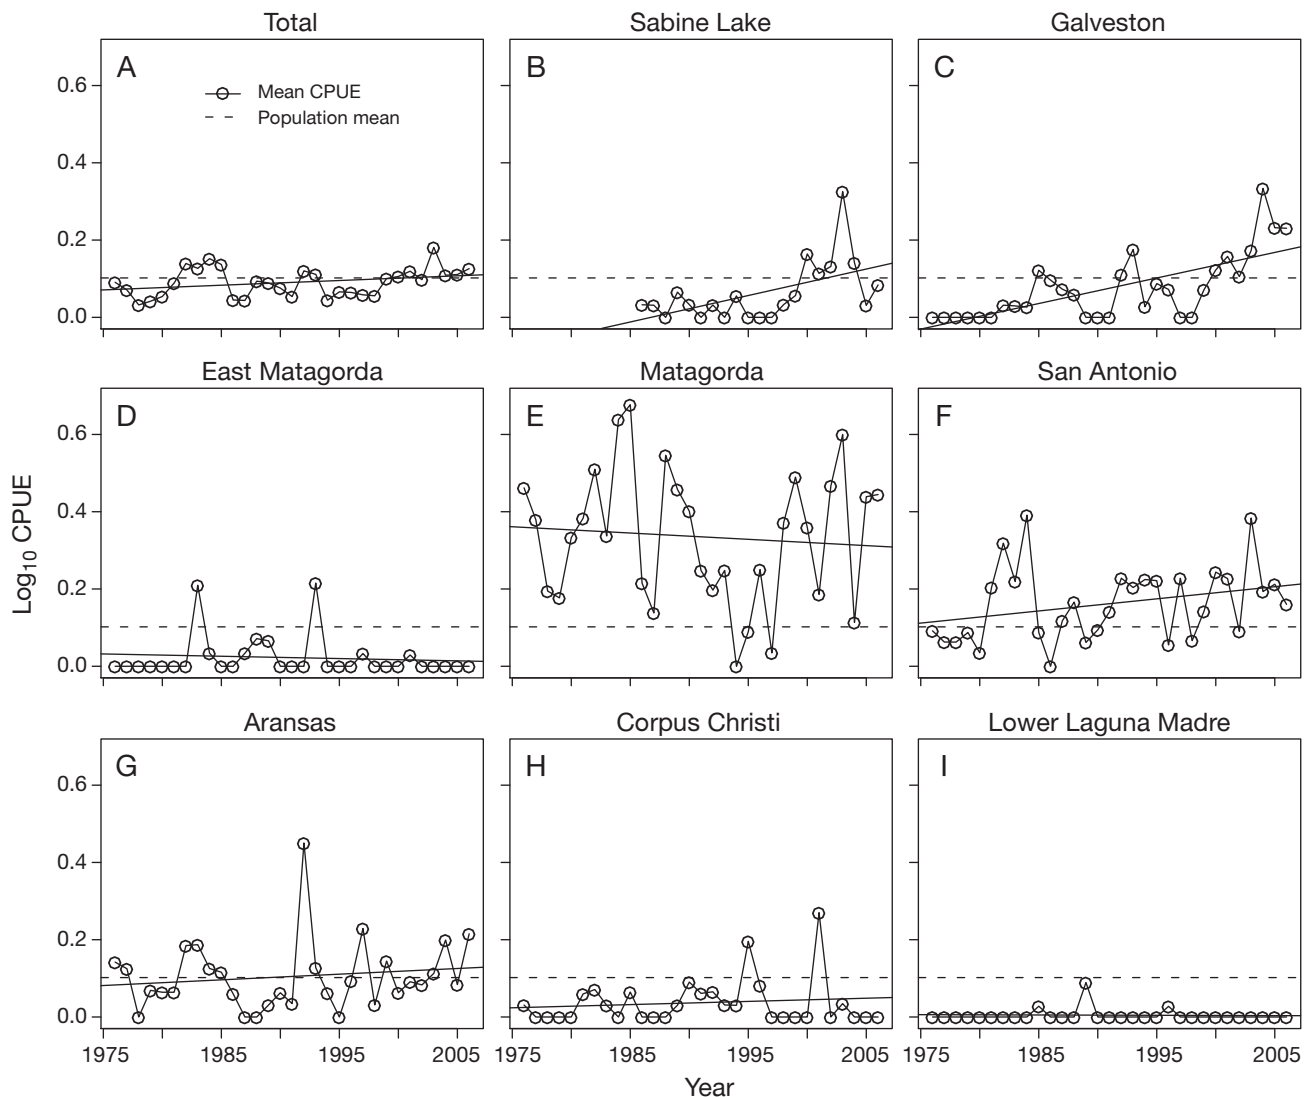 Total
Sabine Lake
Galveston
A
B
C
Mean CPUE
Population mean
0.6
0.4
0.2
0.0
East Matagorda
Matagorda
San Antonio
D
E
F
0.6
0.4
0.2
0.0
Log10 CPUE
Aransas
Corpus Christi
Lower Laguna Madre
G
H
I
0.6
0.4
0.2
0.0
1975 1985 1995 2005
1975 1985 1995 2005
1975 1985 1995 2005
Year